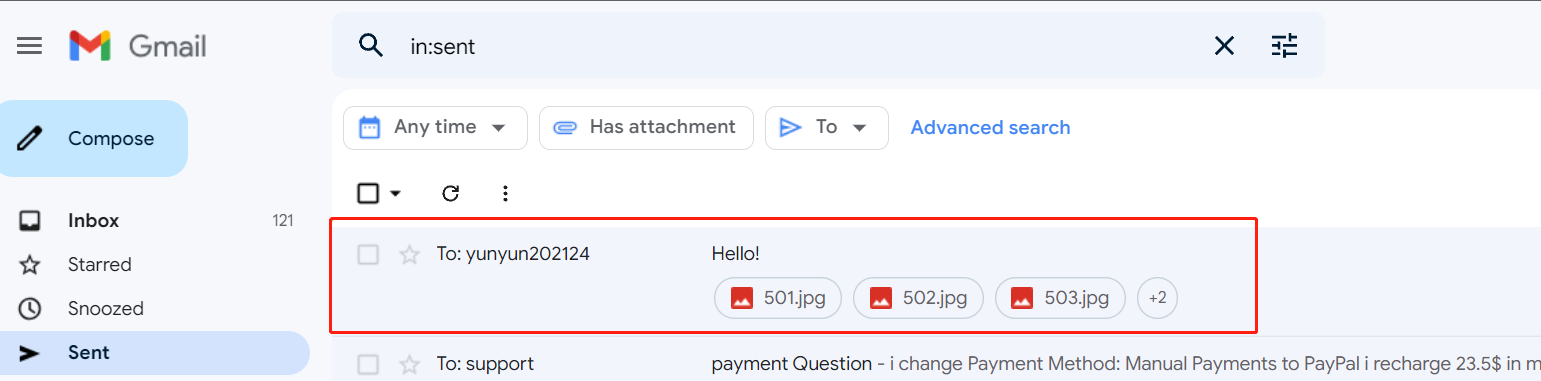 Gmail
in:sent
Compose
Any time
Has attachment
To
Advanced search
Inbox 121
Starred
Snoozed
Sent
To: yunyun202124 Hello!
501.jpg 502.jpg 503.jpg +2
To: support payment Question - i change Payment Method: Manual Payments to PayPal i recharge 23.5$ in m